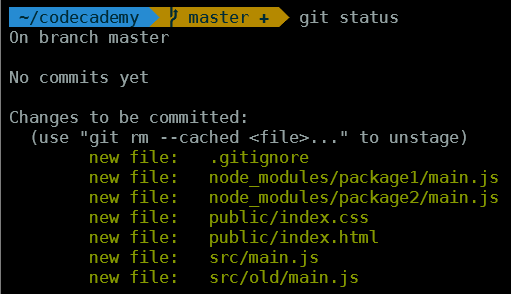 ~/codecademy master + git status
On branch master
No commits yet
Changes to be committed:
(use "git rm --cached <file>..." to unstage)
new file: .gitignore
new file: node_modules/package1/main.js
new file: node_modules/package2/main.js
new file: public/index.css
new file: public/index.html
new file: src/main.js
new file: src/old/main.js